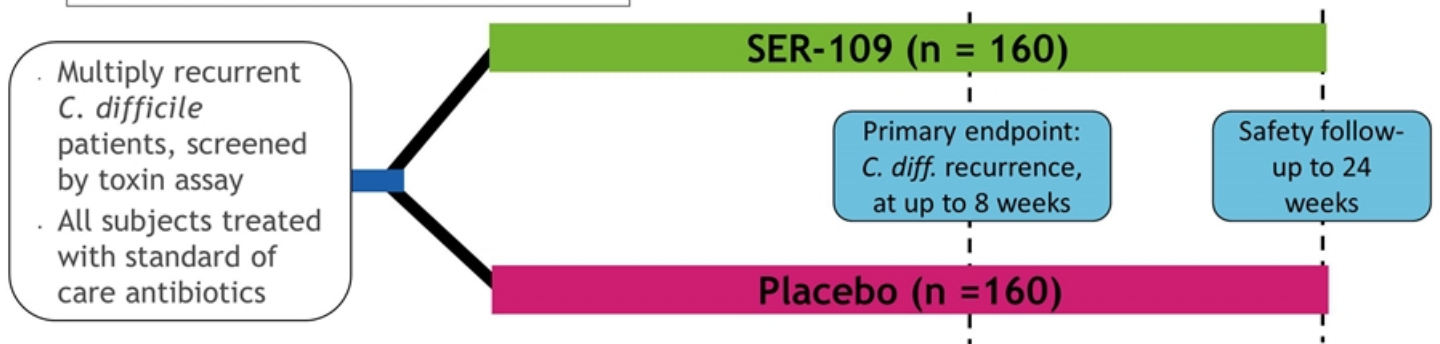 Multiply recurrent
C. difficile
patients, screened
by toxin assay
All subjects treated
with standard of
care antibiotics
SER-109 (n = 160)
Primary endpoint:
C. diff. recurrence,
at up to 8 weeks
Safety follow-
up to 24
weeks
Placebo (n =160)